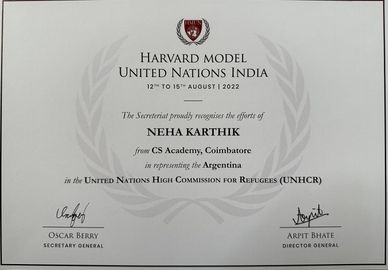 HARVARD MODEL
UNITED NATIONS INDIA
12TH TO 15TH AUGUST | 2022
The Secretariat proudly recognises the efforts of
NEHA KARTHIK
from CS Academy, Coimbatore
in representing the Argentina
in the UNITED NATIONS HIGH COMMISSION FOR REFUGEES (UNHCR)
OSCAR BERRY
SECRETARY GENERAL
ARPIT BHATE
DIRECTOR GENERAL